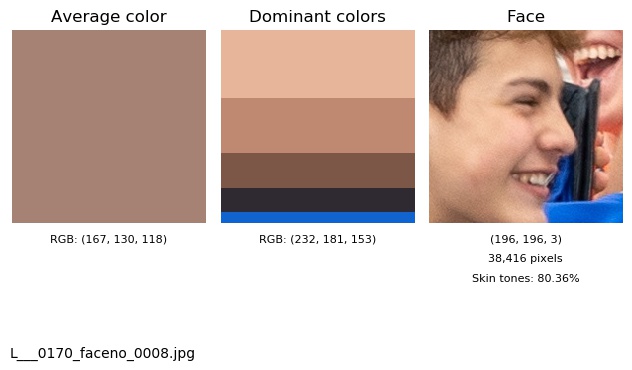 Average color
Dominant colors
Face
RGB: (167, 130, 118)
RGB: (232, 181, 153)
(196, 196, 3)
38,416 pixels
Skin tones: 80.36%
L___0170_faceno_0008.jpg